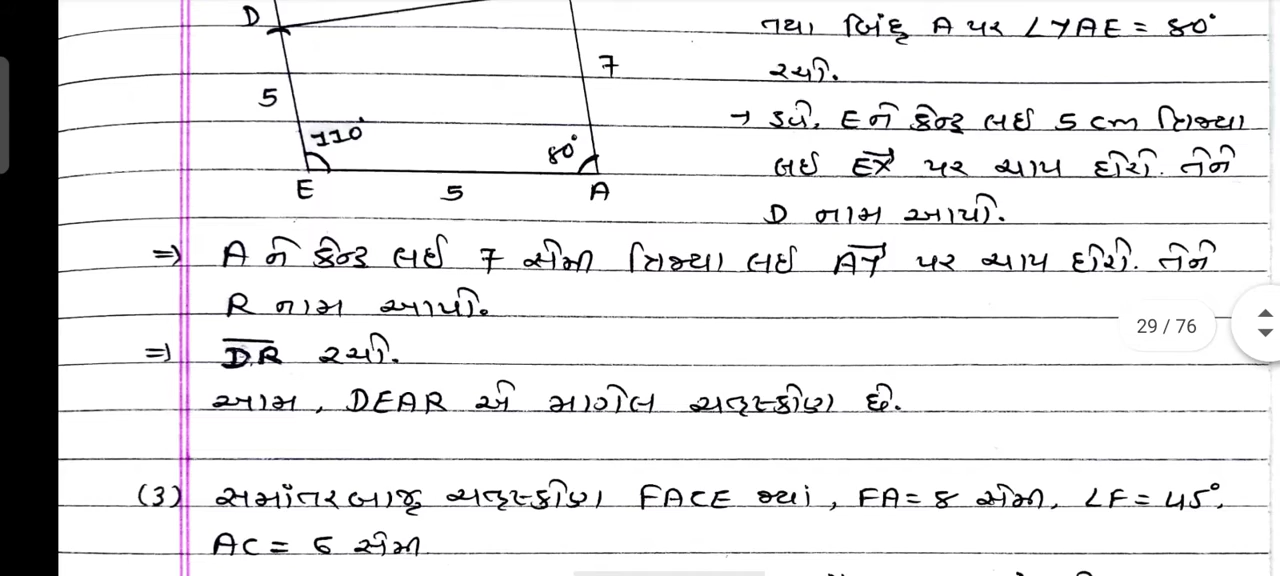 D
તથા બિંદુ A પર ∠YAE = 80°
7
રચો.
5
→ હવે, E ને કેન્દ્ર લઈ 5 cm ત્રિજ્યા
110°
80°
લઈ EX⃗ પર ચાપ દોરો. તેને
E
5
A
D નામ આપો.
⇒ A ને કેન્દ્ર લઈ 7 સેમી ત્રિજ્યા લઈ AY⃗ પર ચાપ દોરો. તેને
R નામ આપો.
29 / 76
⇒ D̅R̅ રચો.
આમ, DEAR એ માગેલ ચતુષ્કોણ છે.
(3) સમાંતરબાજુ ચતુષ્કોણ FACE જ્યાં, FA = 8 સેમી, ∠F = 45°,
AC = 6 સેમી